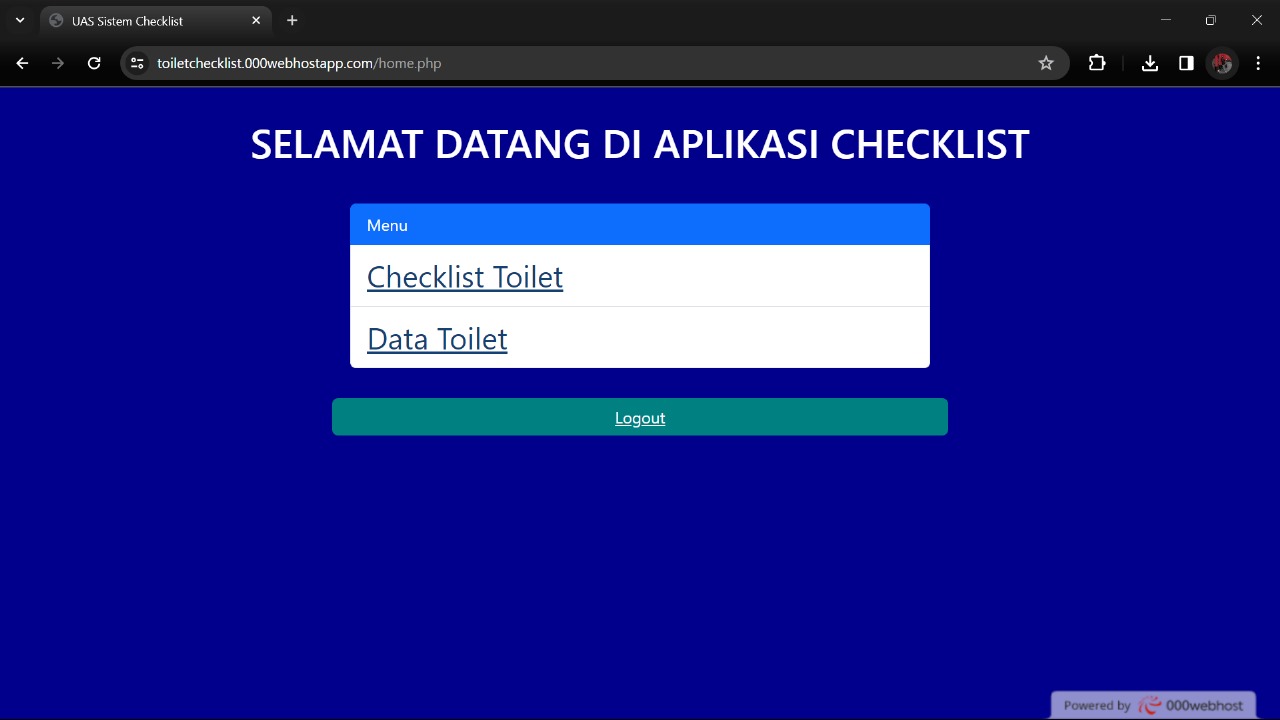 UAS Sistem Checklist
toiletchecklist.000webhostapp.com/home.php
SELAMAT DATANG DI APLIKASI CHECKLIST
Menu
Checklist Toilet
Data Toilet
Logout
Powered by 000webhost